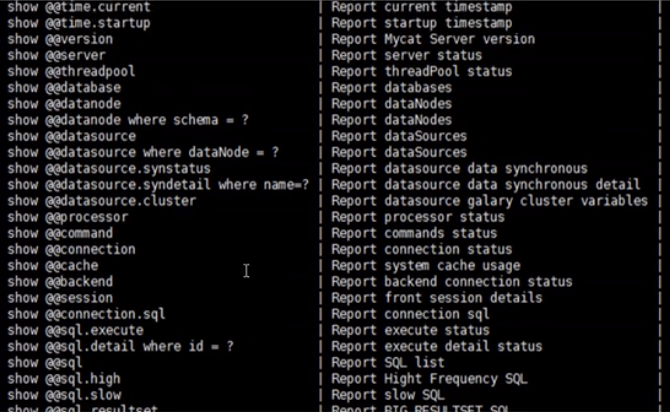 show @@time.current | Report current timestamp |
show @@time.startup | Report startup timestamp |
show @@version | Report Mycat Server version |
show @@server | Report server status |
show @@threadpool | Report threadPool status |
show @@database | Report databases |
show @@datanode | Report dataNodes |
show @@datanode where schema = ? | Report dataNodes |
show @@datasource | Report dataSources |
show @@datasource where dataNode = ? | Report dataSources |
show @@datasource.synstatus | Report datasource data synchronous |
show @@datasource.syndetail where name=? | Report datasource data synchronous detail |
show @@datasource.cluster | Report datasource galary cluster variables |
show @@processor | Report processor status |
show @@command | Report commands status |
show @@connection | Report connection status |
show @@cache | Report system cache usage |
show @@backend | Report backend connection status |
show @@session | Report front session details |
show @@connection.sql | Report connection sql |
show @@sql.execute | Report execute status |
show @@sql.detail where id = ? | Report execute detail status |
show @@sql | Report SQL list |
show @@sql.high | Report Hight Frequency SQL |
show @@sql.slow | Report slow SQL |
show @@sql.resultset | Report BIG RESULTSET SQL |